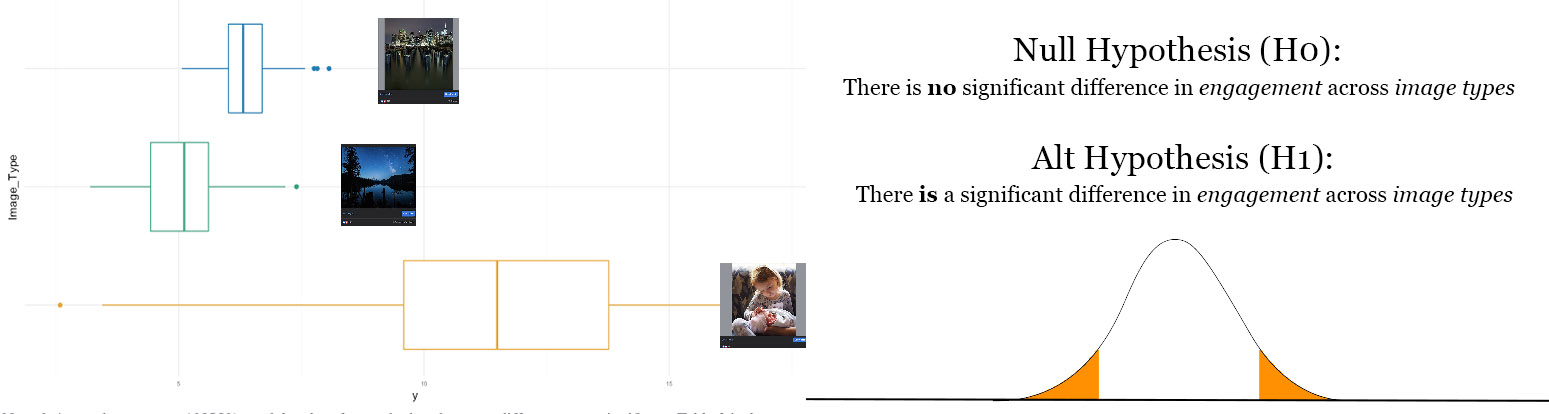 Image_Type
5
10
15
y
Null Hypothesis (H0):
There is no significant difference in engagement across image types
Alt Hypothesis (H1):
There is a significant difference in engagement across image types